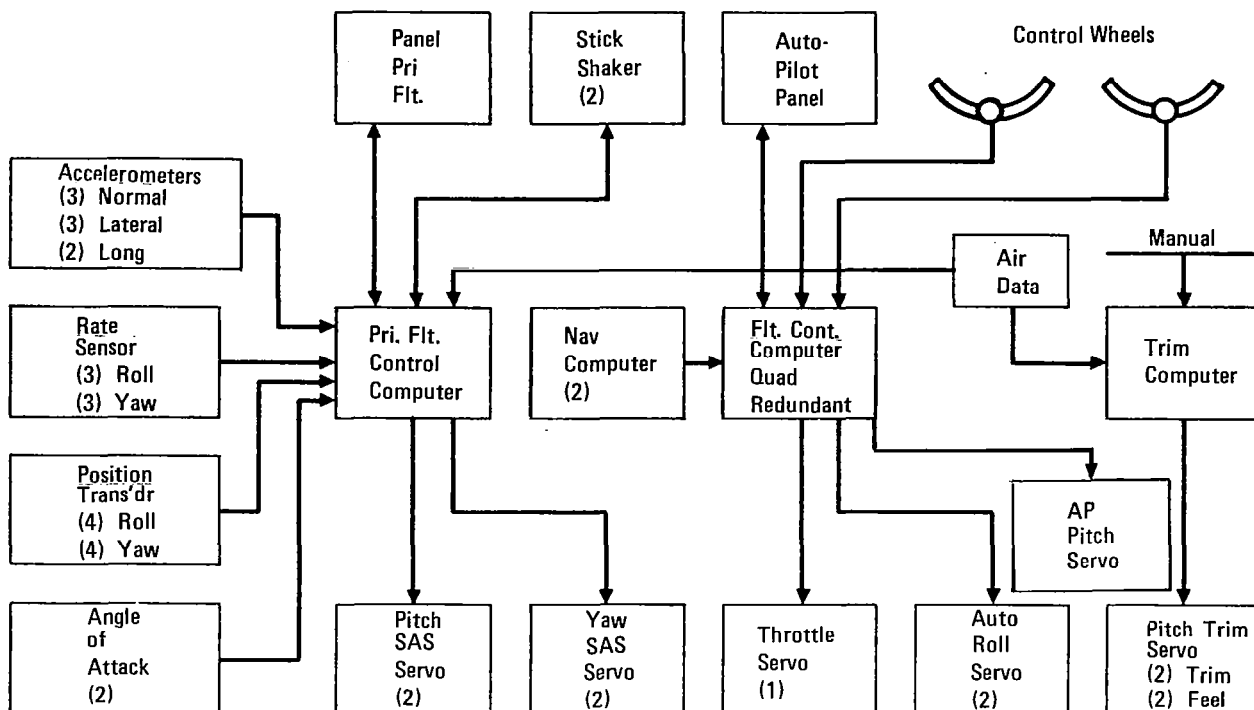 Panel
Pri
Flt.
Stick
Shaker
(2)
Auto-
Pilot
Panel
Control Wheels
Accelerometers
(3) Normal
(3) Lateral
(2) Long
Air
Data
Manual
Rate
Sensor
(3) Roll
(3) Yaw
Pri. Flt.
Control
Computer
Nav
Computer
(2)
Flt. Cont.
Computer
Quad
Redundant
Trim
Computer
Position
Trans'dr
(4) Roll
(4) Yaw
AP
Pitch
Servo
Angle
of
Attack
(2)
Pitch
SAS
Servo
(2)
Yaw
SAS
Servo
(2)
Throttle
Servo
(1)
Auto
Roll
Servo
(2)
Pitch Trim
Servo
(2) Trim
(2) Feel